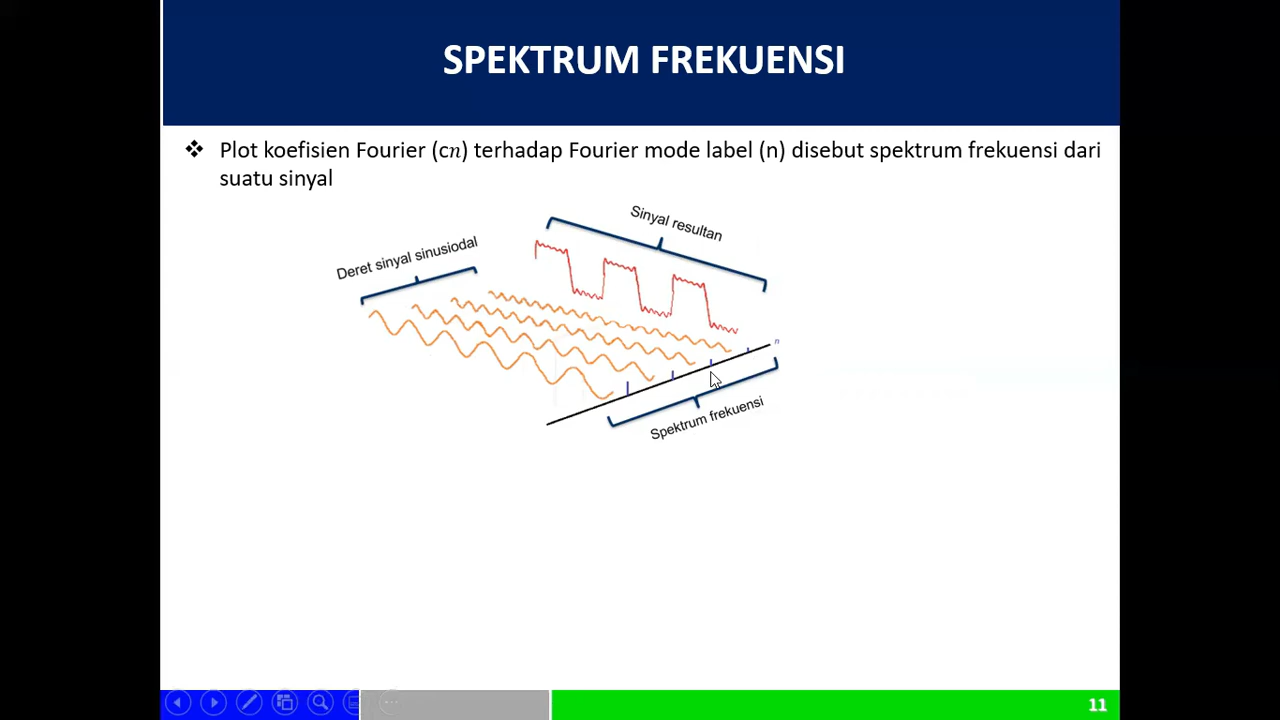 SPEKTRUM FREKUENSI
❖ Plot koefisien Fourier (c𝑛) terhadap Fourier mode label (n) disebut spektrum frekuensi dari
suatu sinyal
Sinyal resultan
Deret sinyal sinusiodal
n
Spektrum frekuensi
11